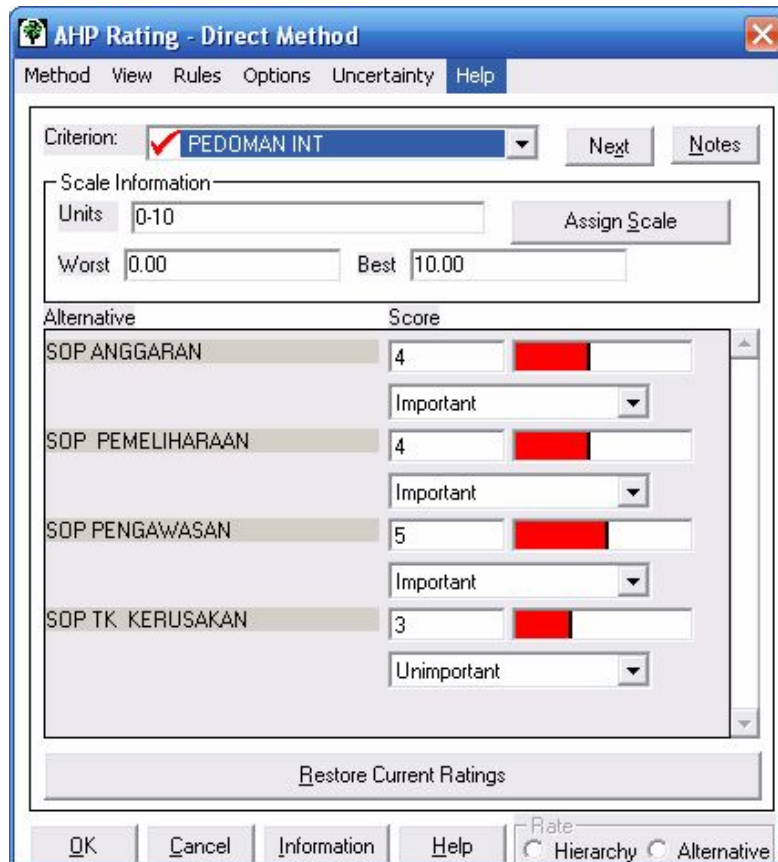 AHP Rating - Direct Method
Method View Rules Options Uncertainty Help
Criterion: PEDOMAN INT Next Notes
Scale Information
Units 0-10 Assign Scale
Worst 0.00 Best 10.00
Alternative Score
SOP ANGGARAN 4
Important
SOP PEMELIHARAAN 4
Important
SOP PENGAWASAN 5
Important
SOP TK KERUSAKAN 3
Unimportant
Restore Current Ratings
Rate
OK Cancel Information Help Hierarchy Alternative